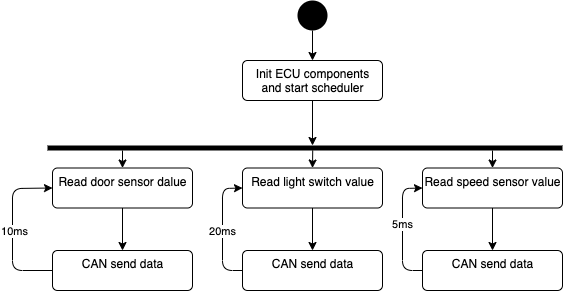 Init ECU components
and start scheduler
Read door sensor dalue
Read light switch value
Read speed sensor value
10ms
20ms
5ms
CAN send data
CAN send data
CAN send data